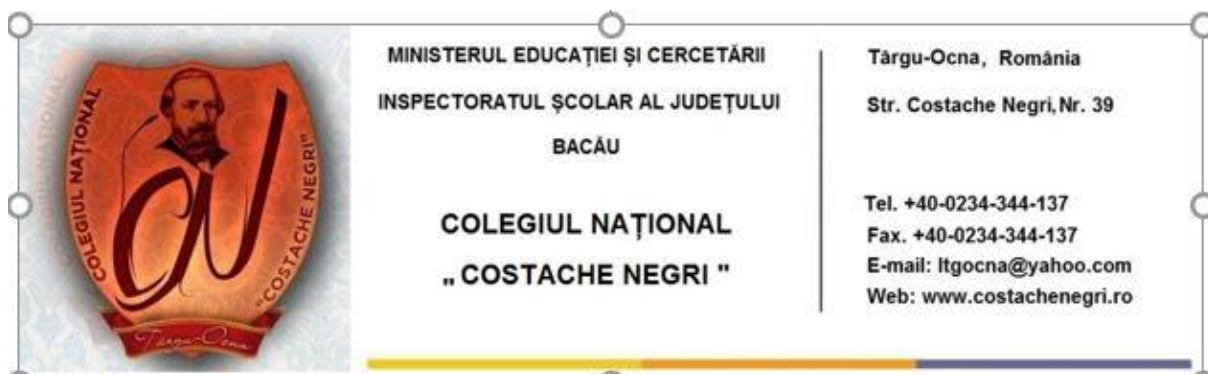 COLEGIUL NAȚIONAL
"COSTACHE NEGRI"
Târgu-Ocna
MINISTERUL EDUCAȚIEI ȘI CERCETĂRII
INSPECTORATUL ȘCOLAR AL JUDEȚULUI
BACĂU
COLEGIUL NAȚIONAL
„ COSTACHE NEGRI "
Târgu-Ocna, România
Str. Costache Negri, Nr. 39
Tel. +40-0234-344-137
Fax. +40-0234-344-137
E-mail: ltgocna@yahoo.com
Web: www.costachenegri.ro